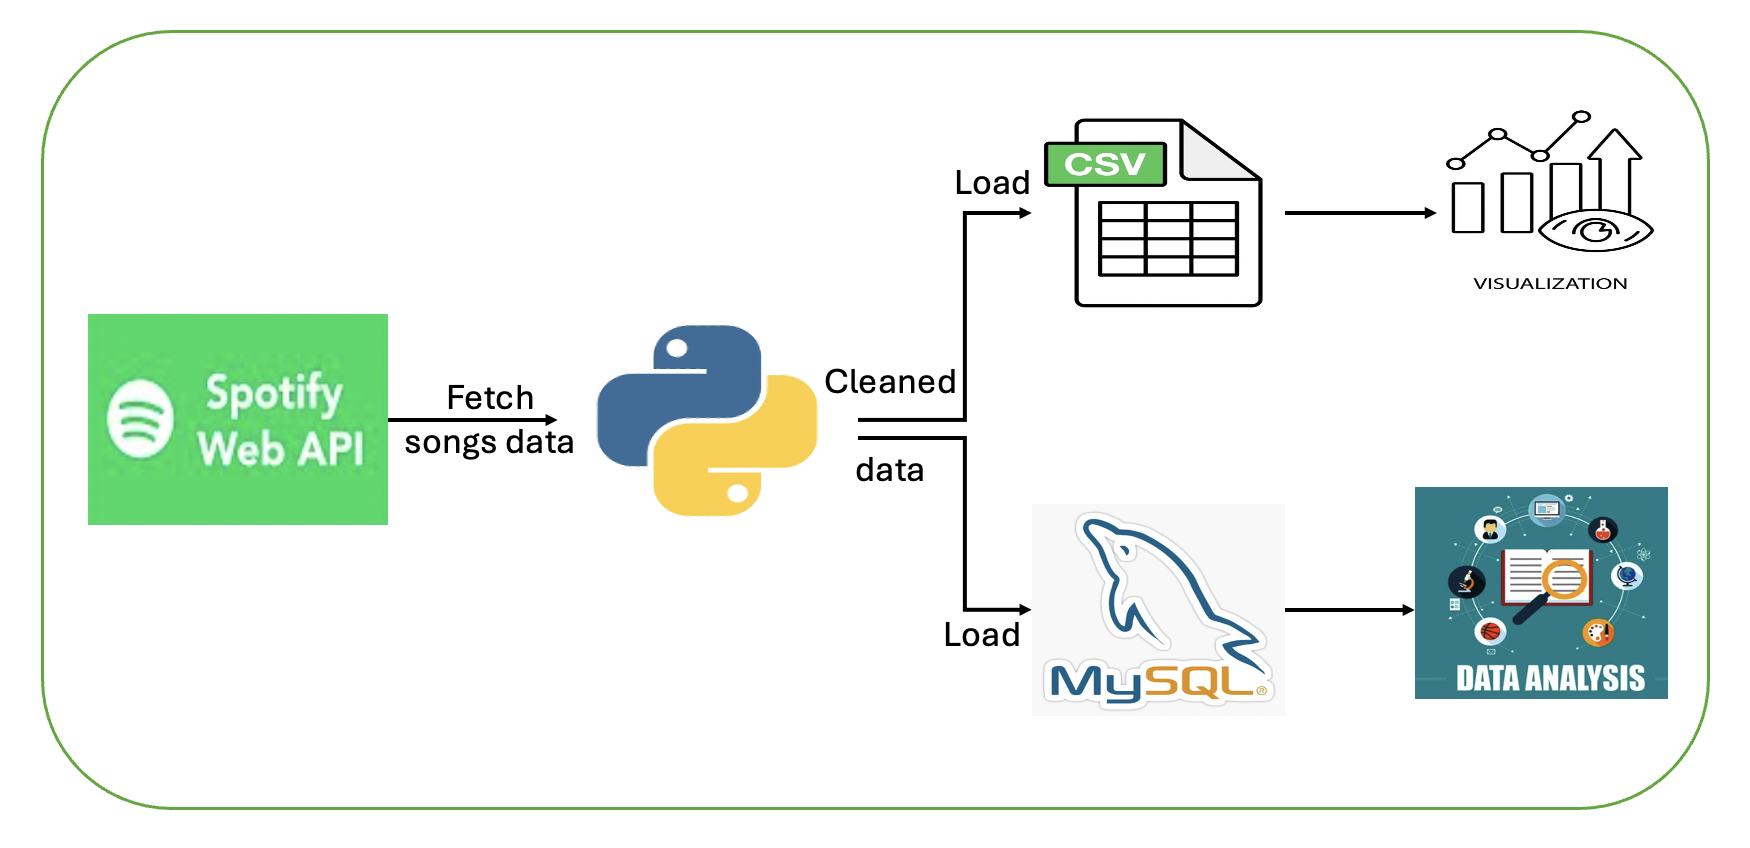 Spotify
Web API
Fetch
songs data
Cleaned
data
Load
CSV
VISUALIZATION
Load
MySQL®
DATA ANALYSIS